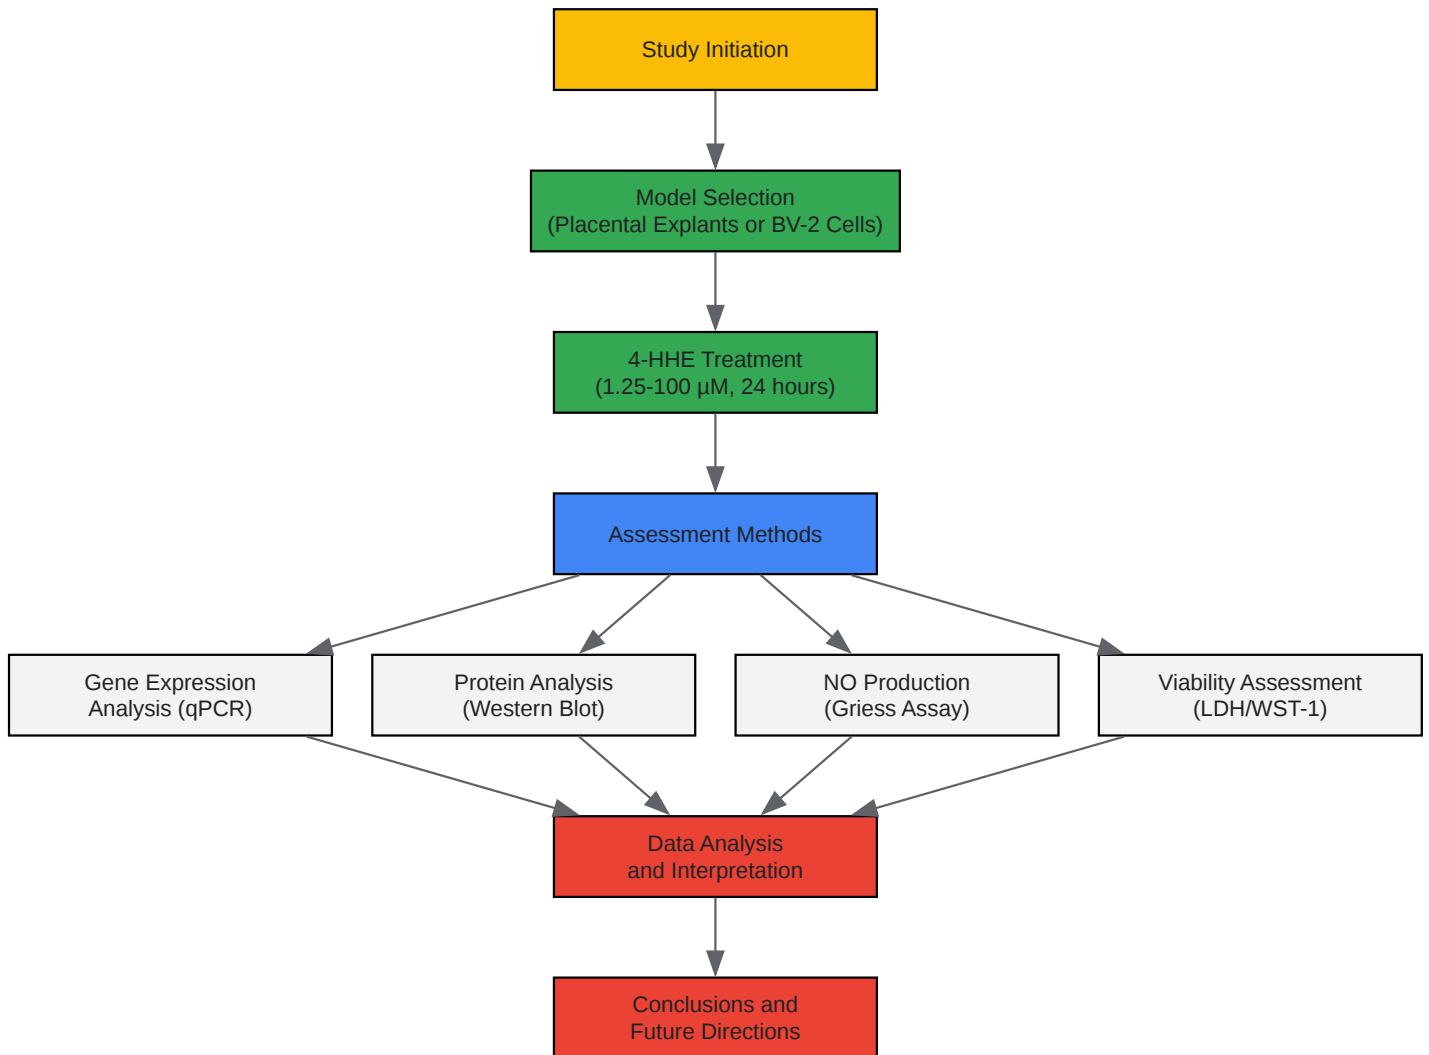 Study Initiation
Model Selection
(Placental Explants or BV-2 Cells)
4-HHE Treatment
(1.25-100 µM, 24 hours)
Assessment Methods
Gene Expression
Analysis (qPCR)
Protein Analysis
(Western Blot)
NO Production
(Griess Assay)
Viability Assessment
(LDH/WST-1)
Data Analysis
and Interpretation
Conclusions and
Future Directions